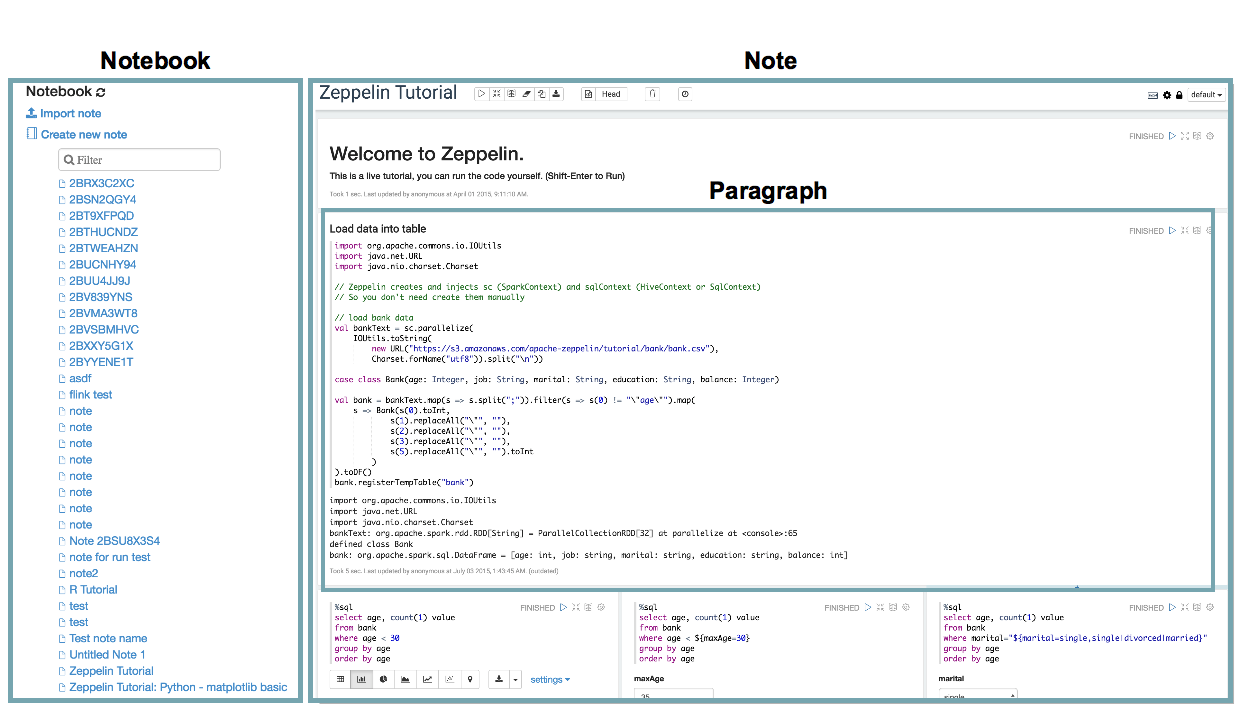 Notebook
Note
Notebook
Import note
Create new note
Filter
2BRX3C2XC
2BSN2QGY4
2BT9XFPQD
2BTHUCNDZ
2BTWEAHZN
2BUCNHY94
2BUU4JJ9J
2BV839YNS
2BVMA3WT8
2BVSBMHVC
2BXXY5G1X
2BYYENE1T
asdf
flink test
note
note
note
note
note
note
note
note
Note 2BSU8X3S4
note for run test
note2
R Tutorial
test
test
Test note name
Untitled Note 1
Zeppelin Tutorial
Zeppelin Tutorial: Python - matplotlib basic
Zeppelin Tutorial
Head
default
FINISHED
Welcome to Zeppelin.
This is a live tutorial, you can run the code yourself. (Shift-Enter to Run)
Took 1 sec. Last updated by anonymous at April 01 2015, 9:11:10 AM.
Paragraph
Load data into table
FINISHED
import org.apache.commons.io.IOUtils
import java.net.URL
import java.nio.charset.Charset
// Zeppelin creates and injects sc (SparkContext) and sqlContext (HiveContext or SqlContext)
// So you don't need create them manually
// load bank data
val bankText = sc.parallelize(
IOUtils.toString(
new URL("https://s3.amazonaws.com/apache-zeppelin/tutorial/bank/bank.csv"),
Charset.forName("utf8")).split("\n"))
case class Bank(age: Integer, job: String, marital: String, education: String, balance: Integer)
val bank = bankText.map(s => s.split(";")).filter(s => s(0) != "\"age\"").map(
s => Bank(s(0).toInt,
s(1).replaceAll("\"", ""),
s(2).replaceAll("\"", ""),
s(3).replaceAll("\"", ""),
s(5).replaceAll("\"", "").toInt
)
).toDF()
bank.registerTempTable("bank")
import org.apache.commons.io.IOUtils
import java.net.URL
import java.nio.charset.Charset
bankText: org.apache.spark.rdd.RDD[String] = ParallelCollectionRDD[32] at parallelize at <console>:65
defined class Bank
bank: org.apache.spark.sql.DataFrame = [age: int, job: string, marital: string, education: string, balance: int]
Took 5 sec. Last updated by anonymous at July 03 2015, 1:43:45 AM. (outdated)
%sql
FINISHED
select age, count(1) value
from bank
where age < 30
group by age
order by age
settings
%sql
FINISHED
select age, count(1) value
from bank
where age < ${maxAge=30}
group by age
order by age
maxAge
35
%sql
FINISHED
select age, count(1) value
from bank
where marital="${marital=single,single|divorced|married}"
group by age
order by age
marital
single